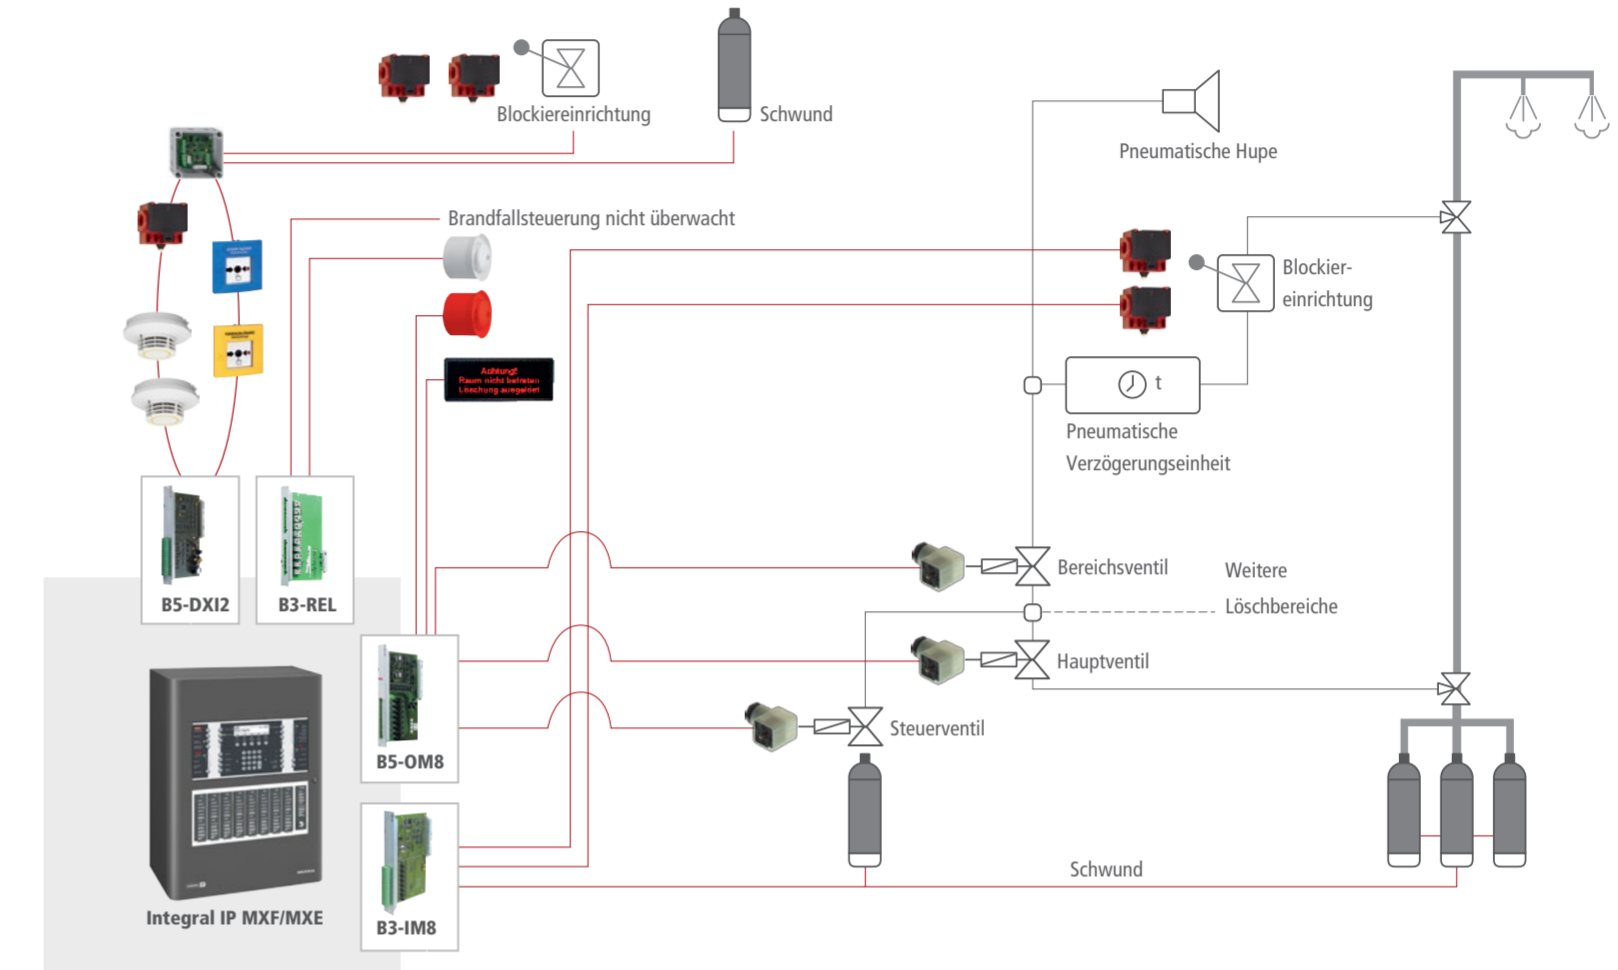 Blockiereinrichtung
Schwund
Pneumatische Hupe
Brandfallsteuerung nicht überwacht
Blockier-
einrichtung
Achtung!
Raum nicht betreten
Löschung ausgelöst
t
Pneumatische
Verzögerungseinheit
Bereichsventil
Weitere
Löschbereiche
B5-DXI2
B3-REL
Hauptventil
Steuerventil
B5-OM8
Schwund
Integral IP MXF/MXE
B3-IM8